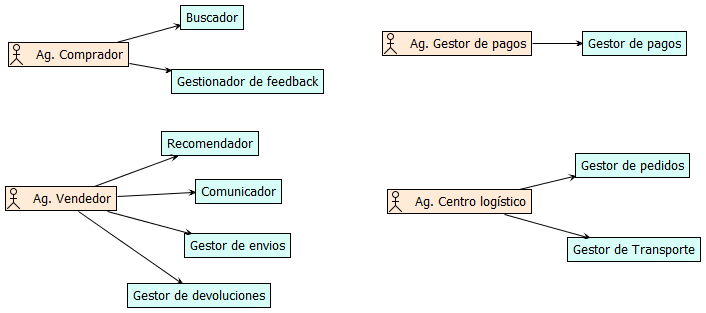 Buscador
Ag. Comprador
Gestionador de feedback
Ag. Gestor de pagos
Gestor de pagos
Recomendador
Ag. Vendedor
Comunicador
Gestor de envios
Gestor de devoluciones
Gestor de pedidos
Ag. Centro logístico
Gestor de Transporte